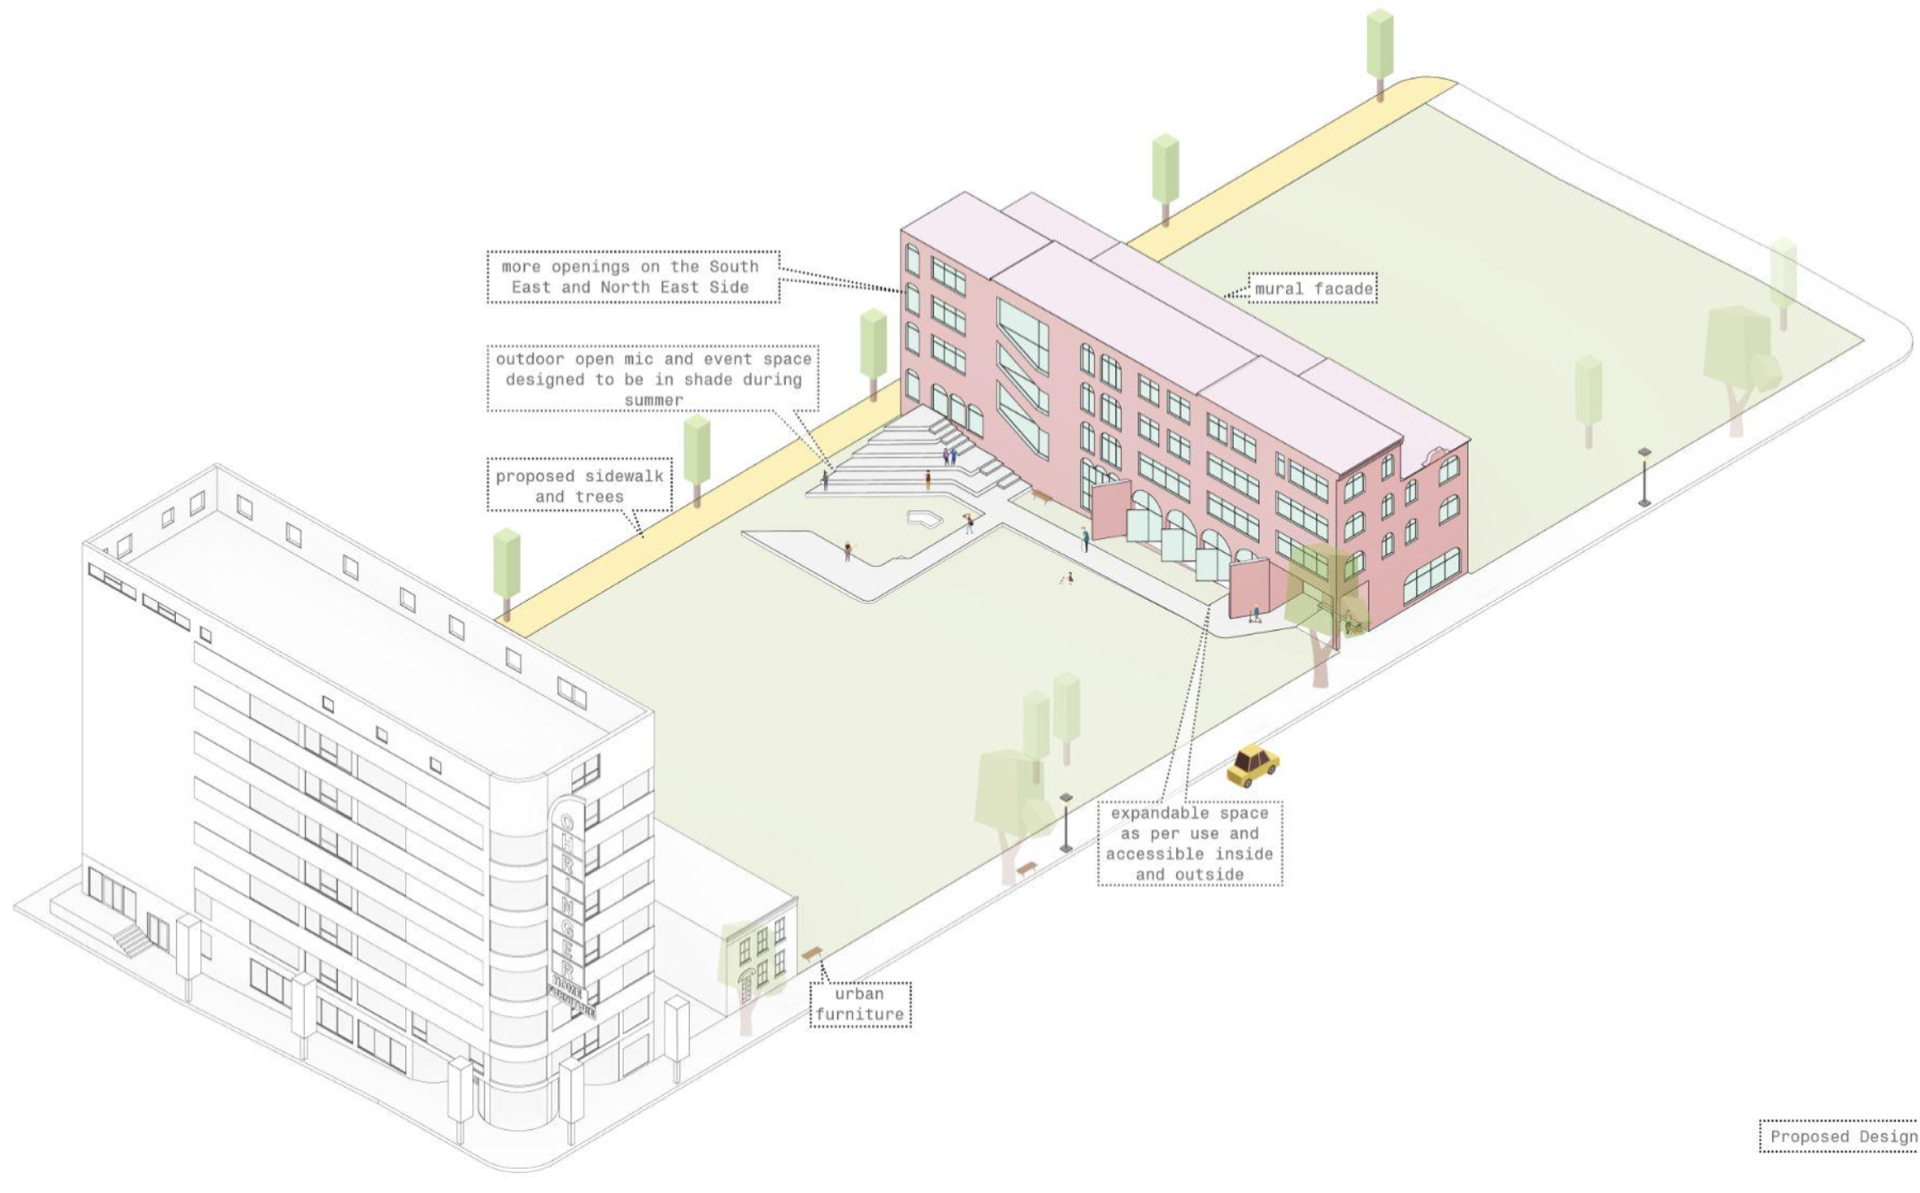 more openings on the South
East and North East Side
mural facade
outdoor open mic and event space
designed to be in shade during
summer
proposed sidewalk
and trees
expandable space
as per use and
accessible inside
and outside
OHRINGER
HOME
FURNITURE
urban
furniture
Proposed Design